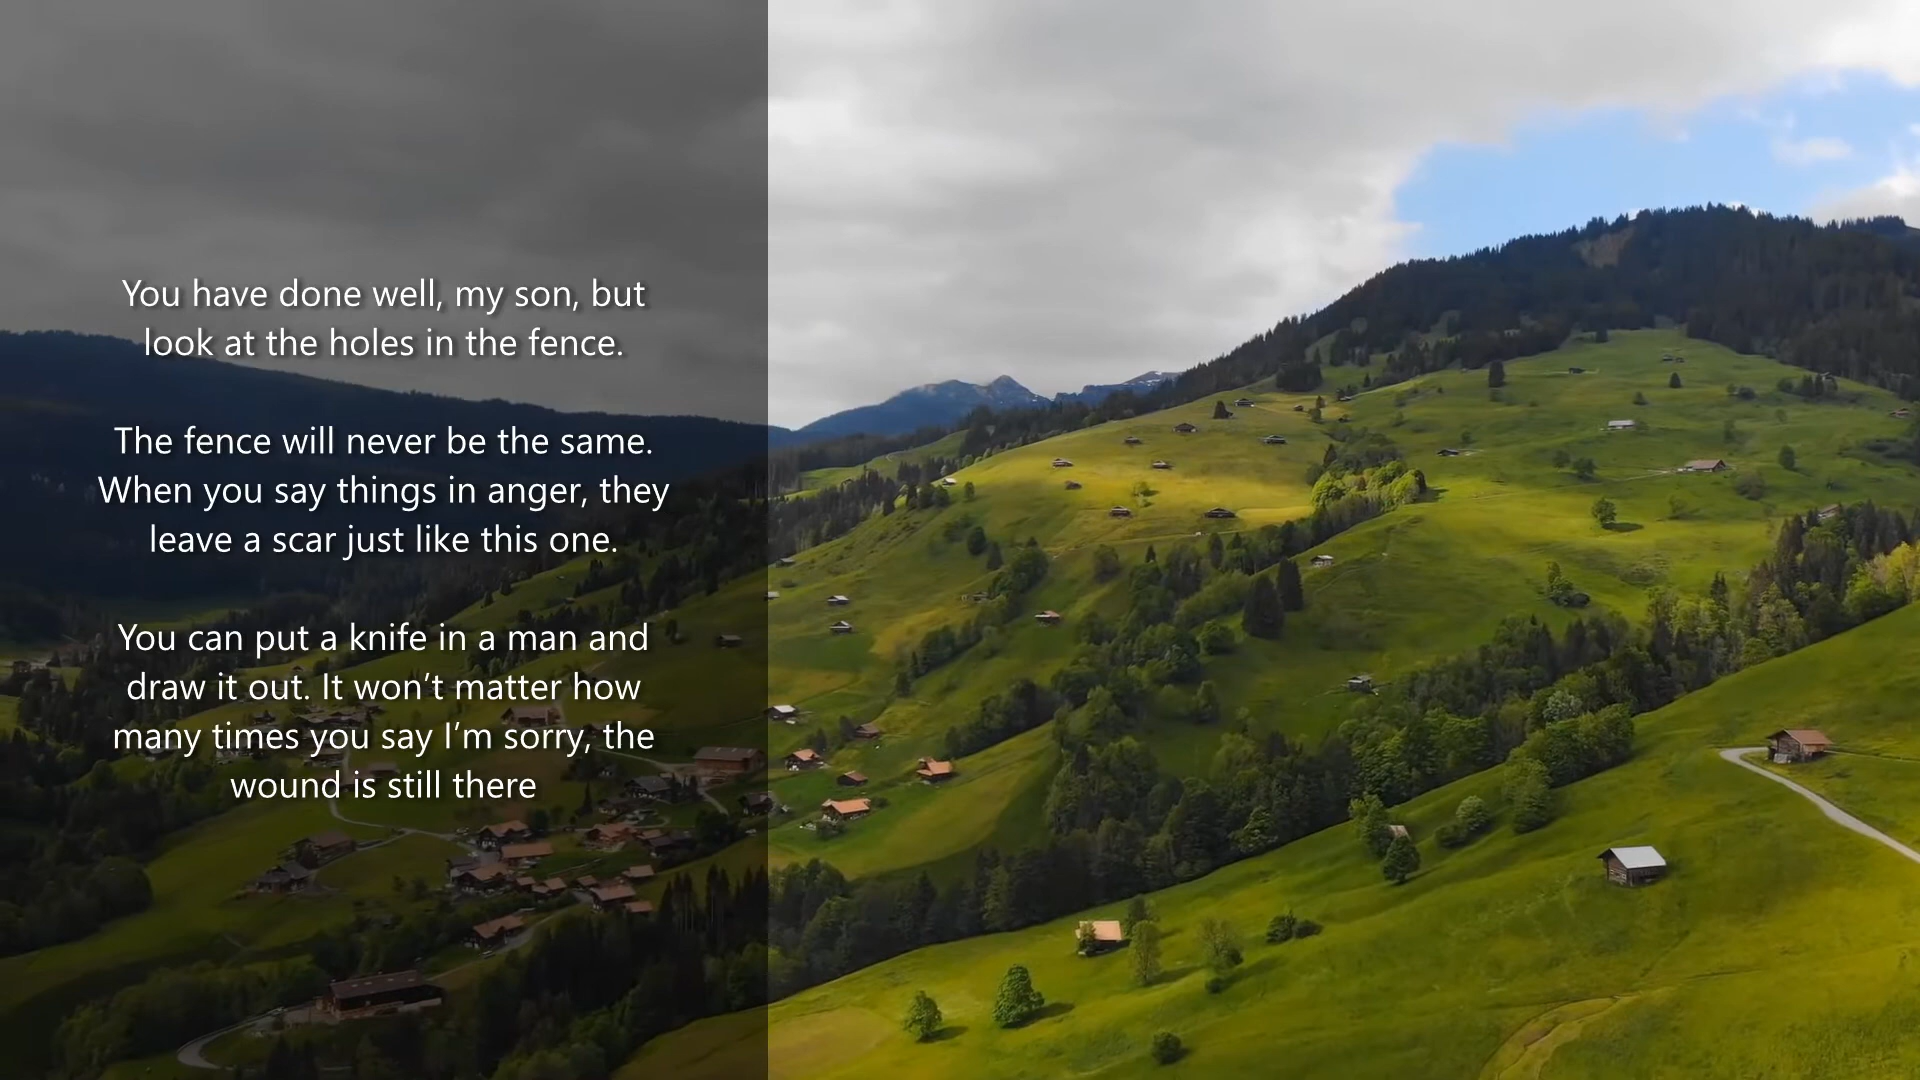 You have done well, my son, but
look at the holes in the fence.
The fence will never be the same.
When you say things in anger, they
leave a scar just like this one.
You can put a knife in a man and
draw it out. It won’t matter how
many times you say I’m sorry, the
wound is still there